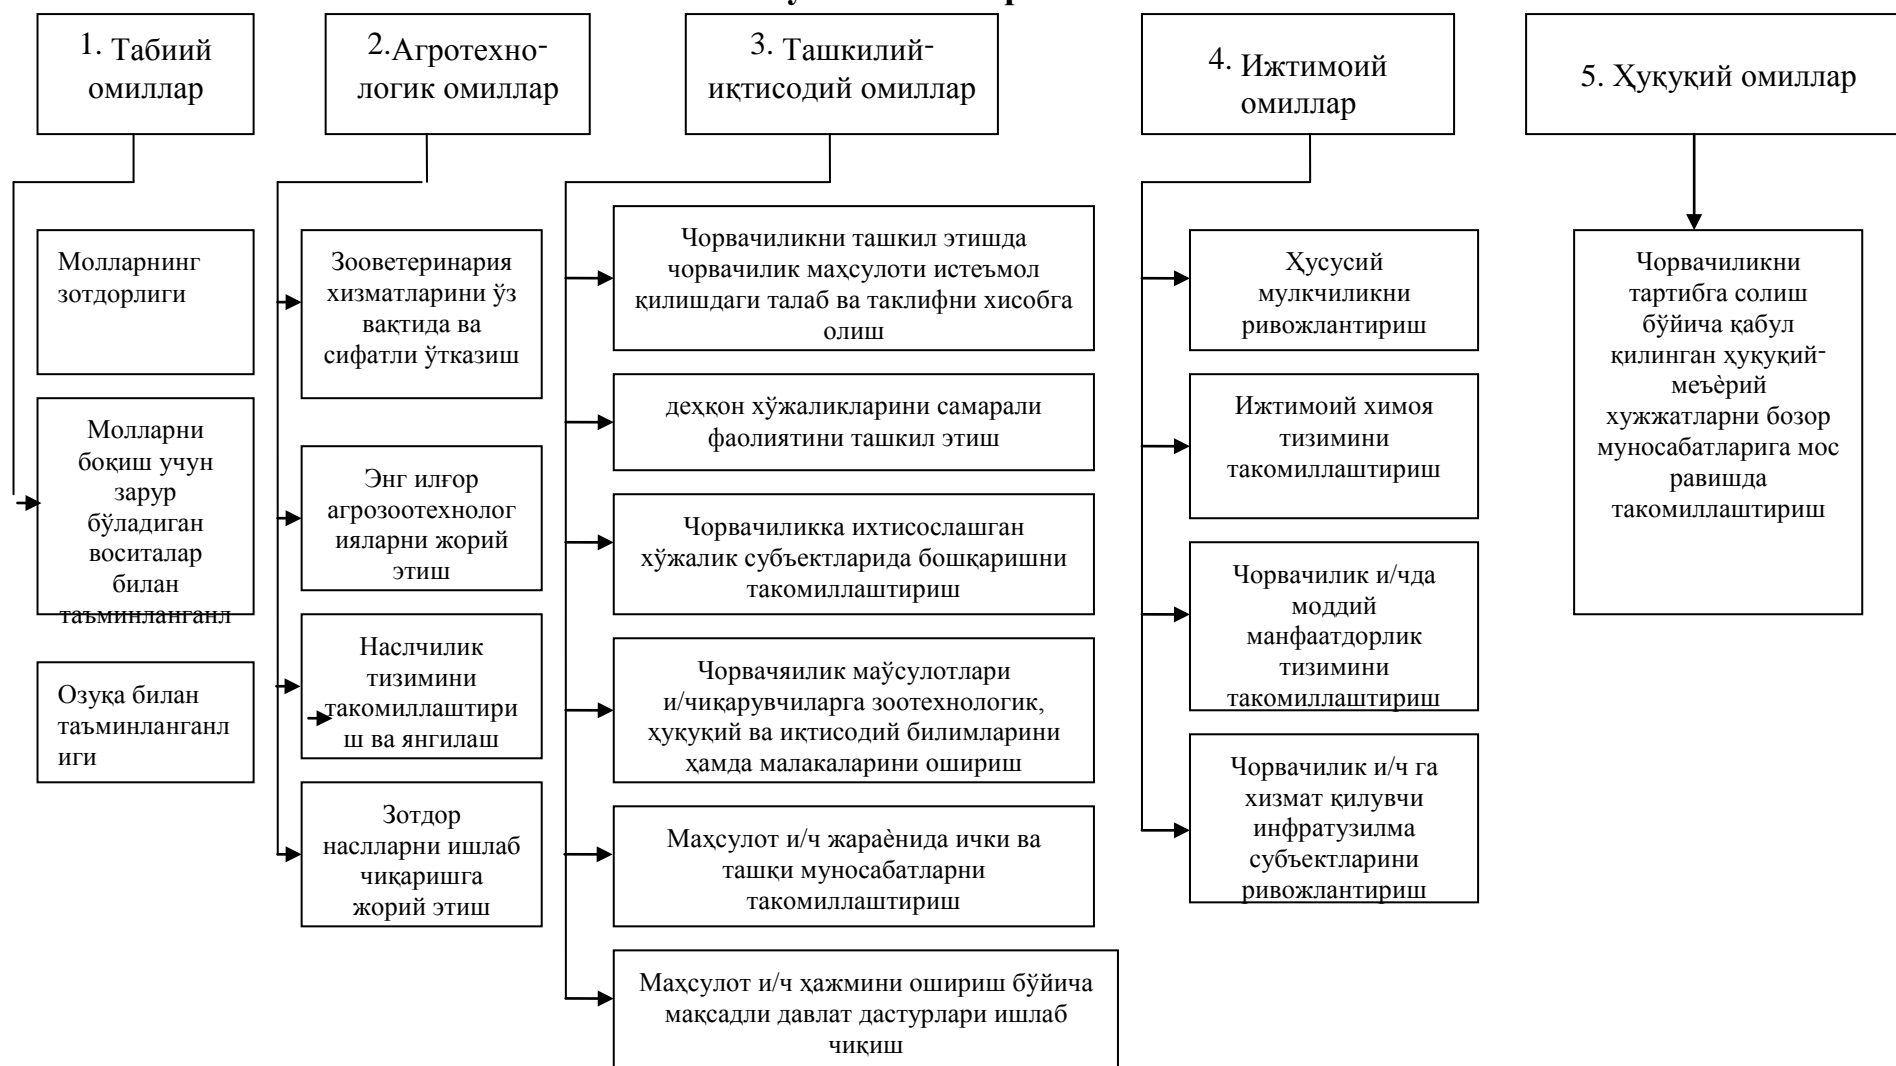 1. Табиий
омиллар
2.Агротехно-
логик омиллар
3. Ташкилий-
иқтисодий омиллар
4. Ижтимоий
омиллар
5. Ҳуқуқий омиллар
Молларнинг
зотдорлиги
Молларни
боқиш учун
зарур
бўладиган
воситалар
билан
таъминланганл
Озуқа билан
таъминланганл
иги
Зооветеринария
хизматларини ўз
вақтида ва
сифатли ўтказиш
Энг илғор
агрозоотехнолог
ияларни жорий
этиш
Наслчилик
тизимини
такомиллаштири
ш ва янгилаш
Зотдор
наслларни ишлаб
чиқаришга
жорий этиш
Чорвачиликни ташкил этишда
чорвачилик маҳсулоти истеъмол
қилишдаги талаб ва таклифни хисобга
олиш
деҳқон хўжаликларини самарали
фаолиятини ташкил этиш
Чорвачиликка ихтисослашган
хўжалик субъектларида бошқаришни
такомиллаштириш
Чорвачяилик маўсулотлари
и/чиқарувчиларга зоотехнологик,
ҳуқуқий ва иқтисодий билимларини
ҳамда малакаларини ошириш
Маҳсулот и/ч жараѐнида ички ва
ташқи муносабатларни
такомиллаштириш
Маҳсулот и/ч ҳажмини ошириш бўйича
мақсадли давлат дастурлари ишлаб
чиқиш
Ҳусусий
мулкчиликни
ривожлантириш
Ижтимоий химоя
тизимини
такомиллаштириш
Чорвачилик и/чда
моддий
манфаатдорлик
тизимини
такомиллаштириш
Чорвачилик и/ч га
хизмат қилувчи
инфратузилма
субъектларини
ривожлантириш
Чорвачиликни
тартибга солиш
бўйича қабул
қилинган ҳуқуқий-
меъѐрий
хужжатларни бозор
муносабатларига мос
равишда
такомиллаштириш